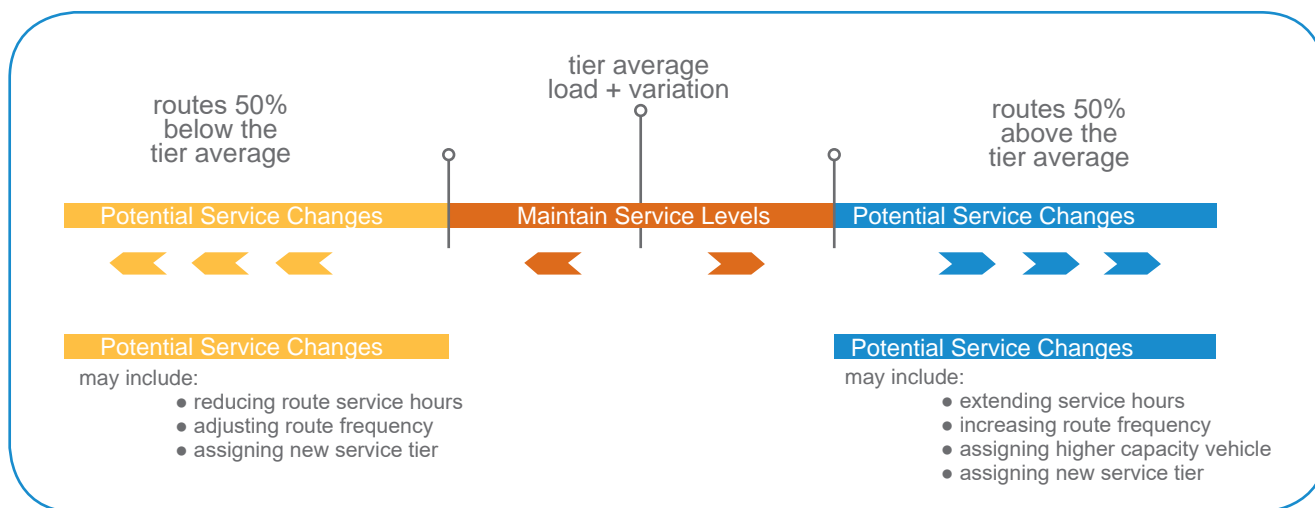 tier average
load + variation
routes 50%
below the
tier average
routes 50%
above the
tier average
Potential Service Changes
Maintain Service Levels
Potential Service Changes
Potential Service Changes
may include:
● reducing route service hours
● adjusting route frequency
● assigning new service tier
Potential Service Changes
may include:
● extending service hours
● increasing route frequency
● assigning higher capacity vehicle
● assigning new service tier